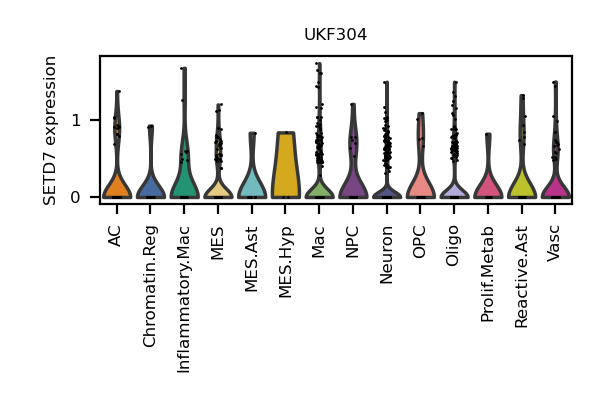 UKF304
SETD7 expression
1
0
AC
Chromatin.Reg
Inflammatory.Mac
MES
MES.Ast
MES.Hyp
Mac
NPC
Neuron
OPC
Oligo
Prolif.Metab
Reactive.Ast
Vasc